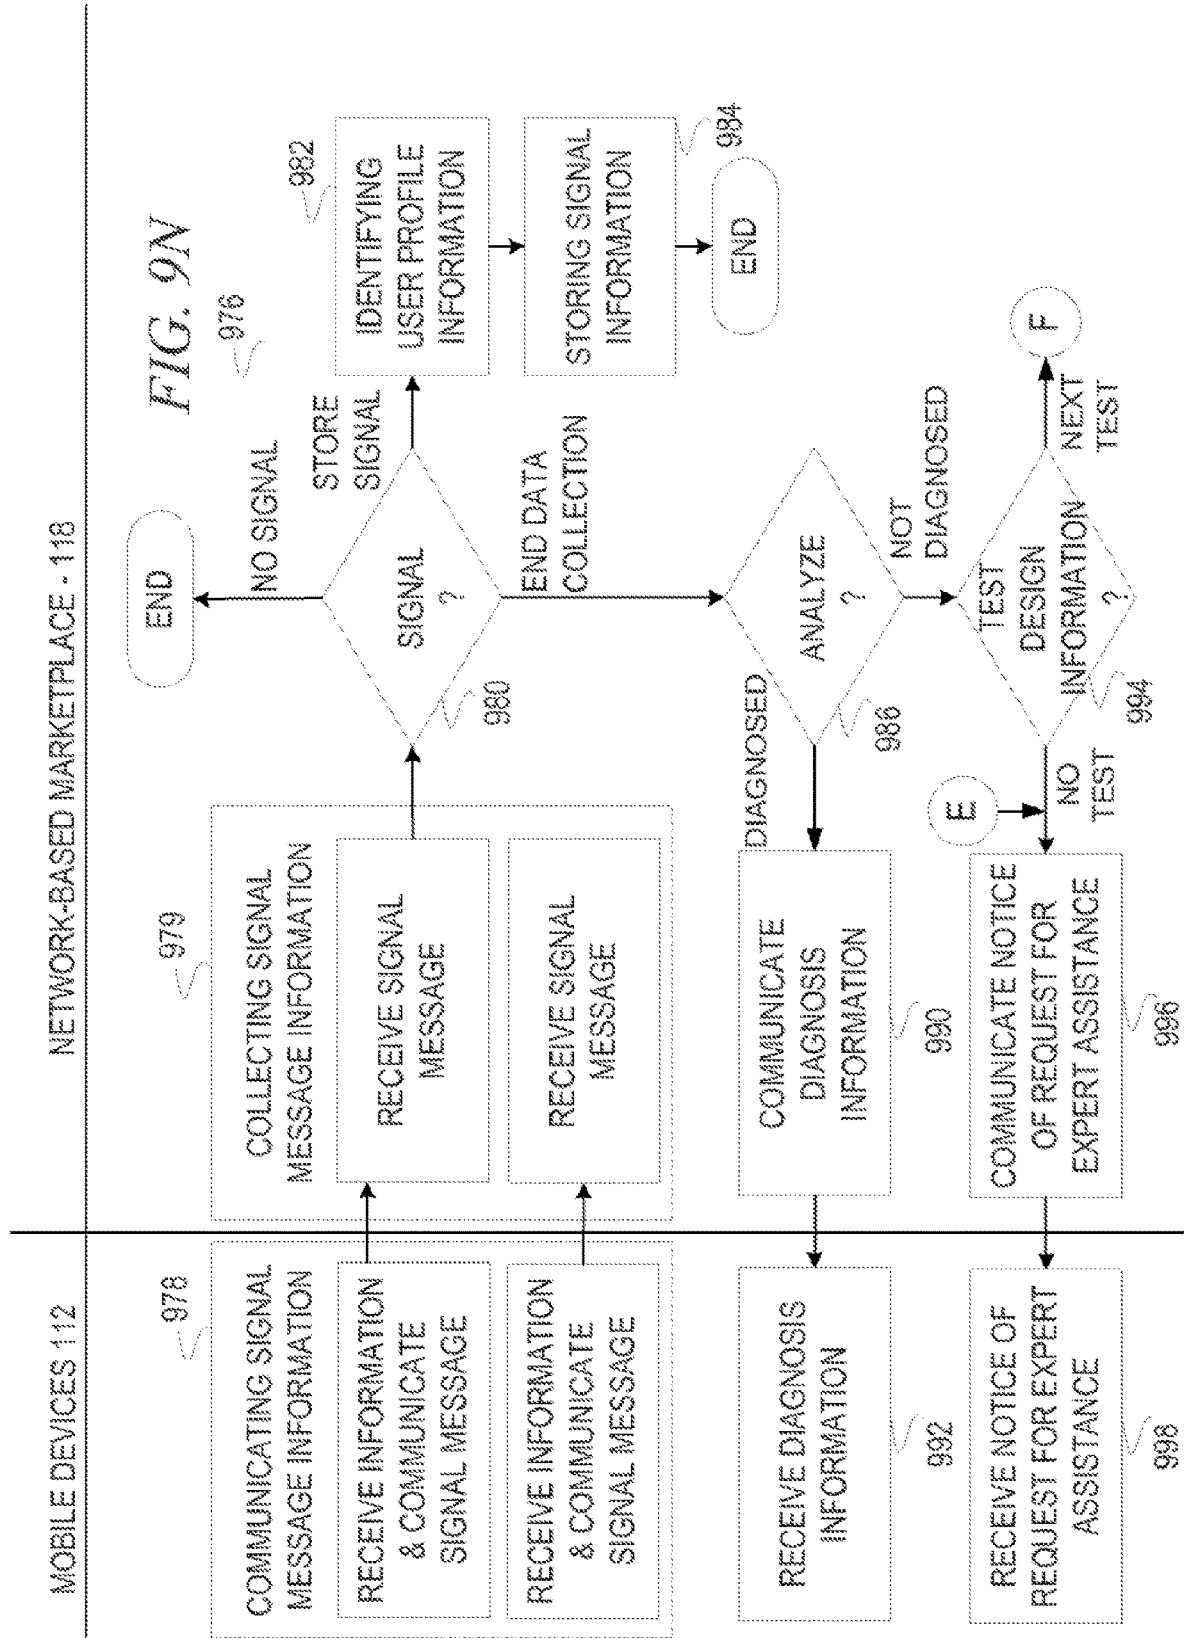 MOBILE DEVICES 112
NETWORK-BASED MARKETPLACE - 118
FIG. 9N
976
978
COMMUNICATING SIGNAL
MESSAGE INFORMATION
RECEIVE INFORMATION
& COMMUNICATE
SIGNAL MESSAGE
RECEIVE INFORMATION
& COMMUNICATE
SIGNAL MESSAGE
979
COLLECTING SIGNAL
MESSAGE INFORMATION
RECEIVE SIGNAL
MESSAGE
RECEIVE SIGNAL
MESSAGE
END
NO SIGNAL
SIGNAL
?
980
STORE
SIGNAL
982
IDENTIFYING
USER PROFILE
INFORMATION
STORING SIGNAL
INFORMATION
984
END
END DATA
COLLECTION
ANALYZE
?
986
DIAGNOSED
COMMUNICATE
DIAGNOSIS
INFORMATION
990
RECEIVE DIAGNOSIS
INFORMATION
992
NOT
DIAGNOSED
TEST
DESIGN
INFORMATION
?
994
NEXT
TEST
F
NO
TEST
E
COMMUNICATE NOTICE
OF REQUEST FOR
EXPERT ASSISTANCE
996
RECEIVE NOTICE OF
REQUEST FOR EXPERT
ASSISTANCE
998